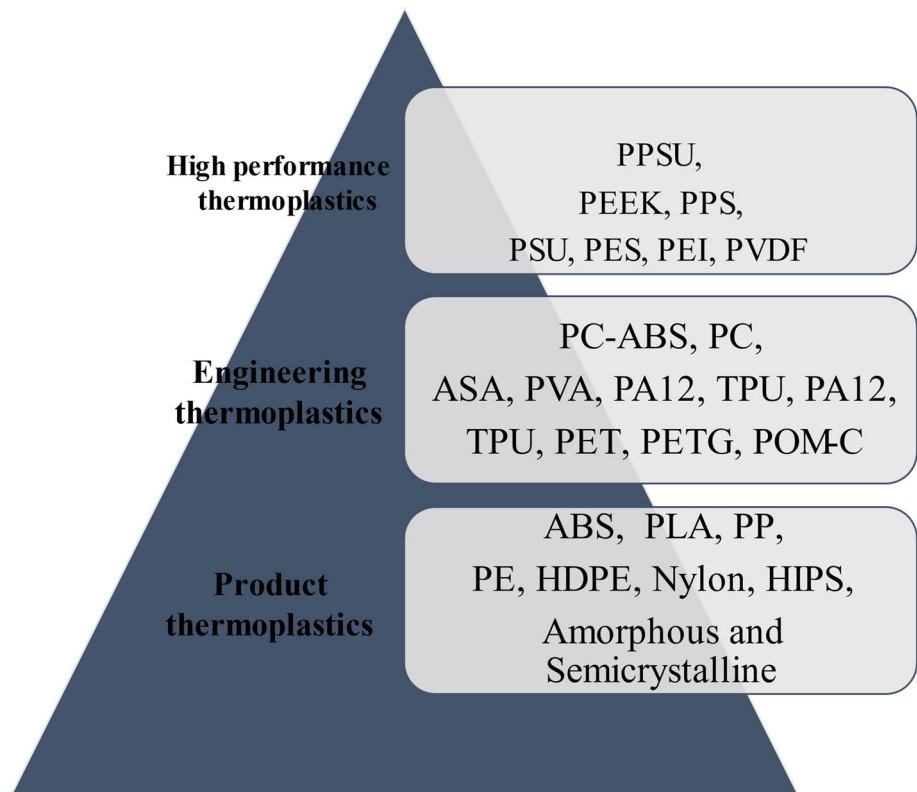 High performance
thermoplastics
PPSU,
PEEK, PPS,
PSU, PES, PEI, PVDF
Engineering
thermoplastics
PC-ABS, PC,
ASA, PVA, PA12, TPU, PA12,
TPU, PET, PETG, POM-C
Product
thermoplastics
ABS, PLA, PP,
PE, HDPE, Nylon, HIPS,
Amorphous and
Semicrystalline